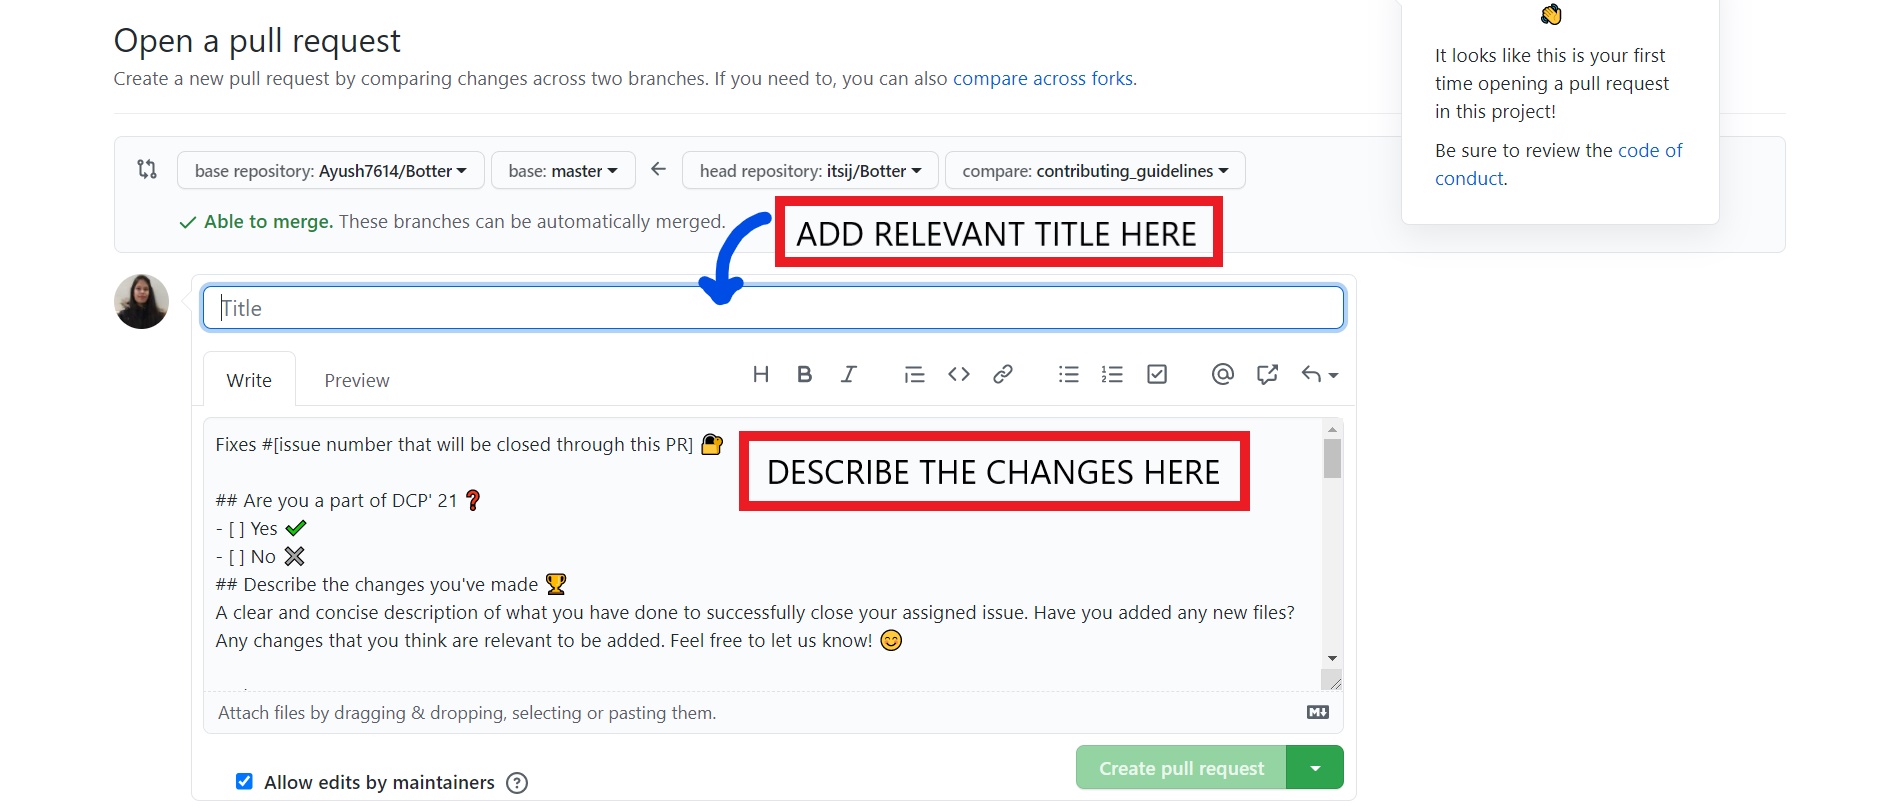 Open a pull request
Create a new pull request by comparing changes across two branches. If you need to, you can also compare across forks.
It looks like this is your first
time opening a pull request
in this project!
Be sure to review the code of
conduct.
base repository: Ayush7614/Botter
base: master
head repository: itsij/Botter
compare: contributing_guidelines
Able to merge. These branches can be automatically merged.
ADD RELEVANT TITLE HERE
Title
Write
Preview
Fixes #[issue number that will be closed through this PR] 🔐
DESCRIBE THE CHANGES HERE
## Are you a part of DCP' 21 ❓
- [ ] Yes ✔️
- [ ] No ✖️
## Describe the changes you've made 🏆
A clear and concise description of what you have done to successfully close your assigned issue. Have you added any new files?
Any changes that you think are relevant to be added. Feel free to let us know! 😊
Attach files by dragging & dropping, selecting or pasting them.
Allow edits by maintainers
Create pull request